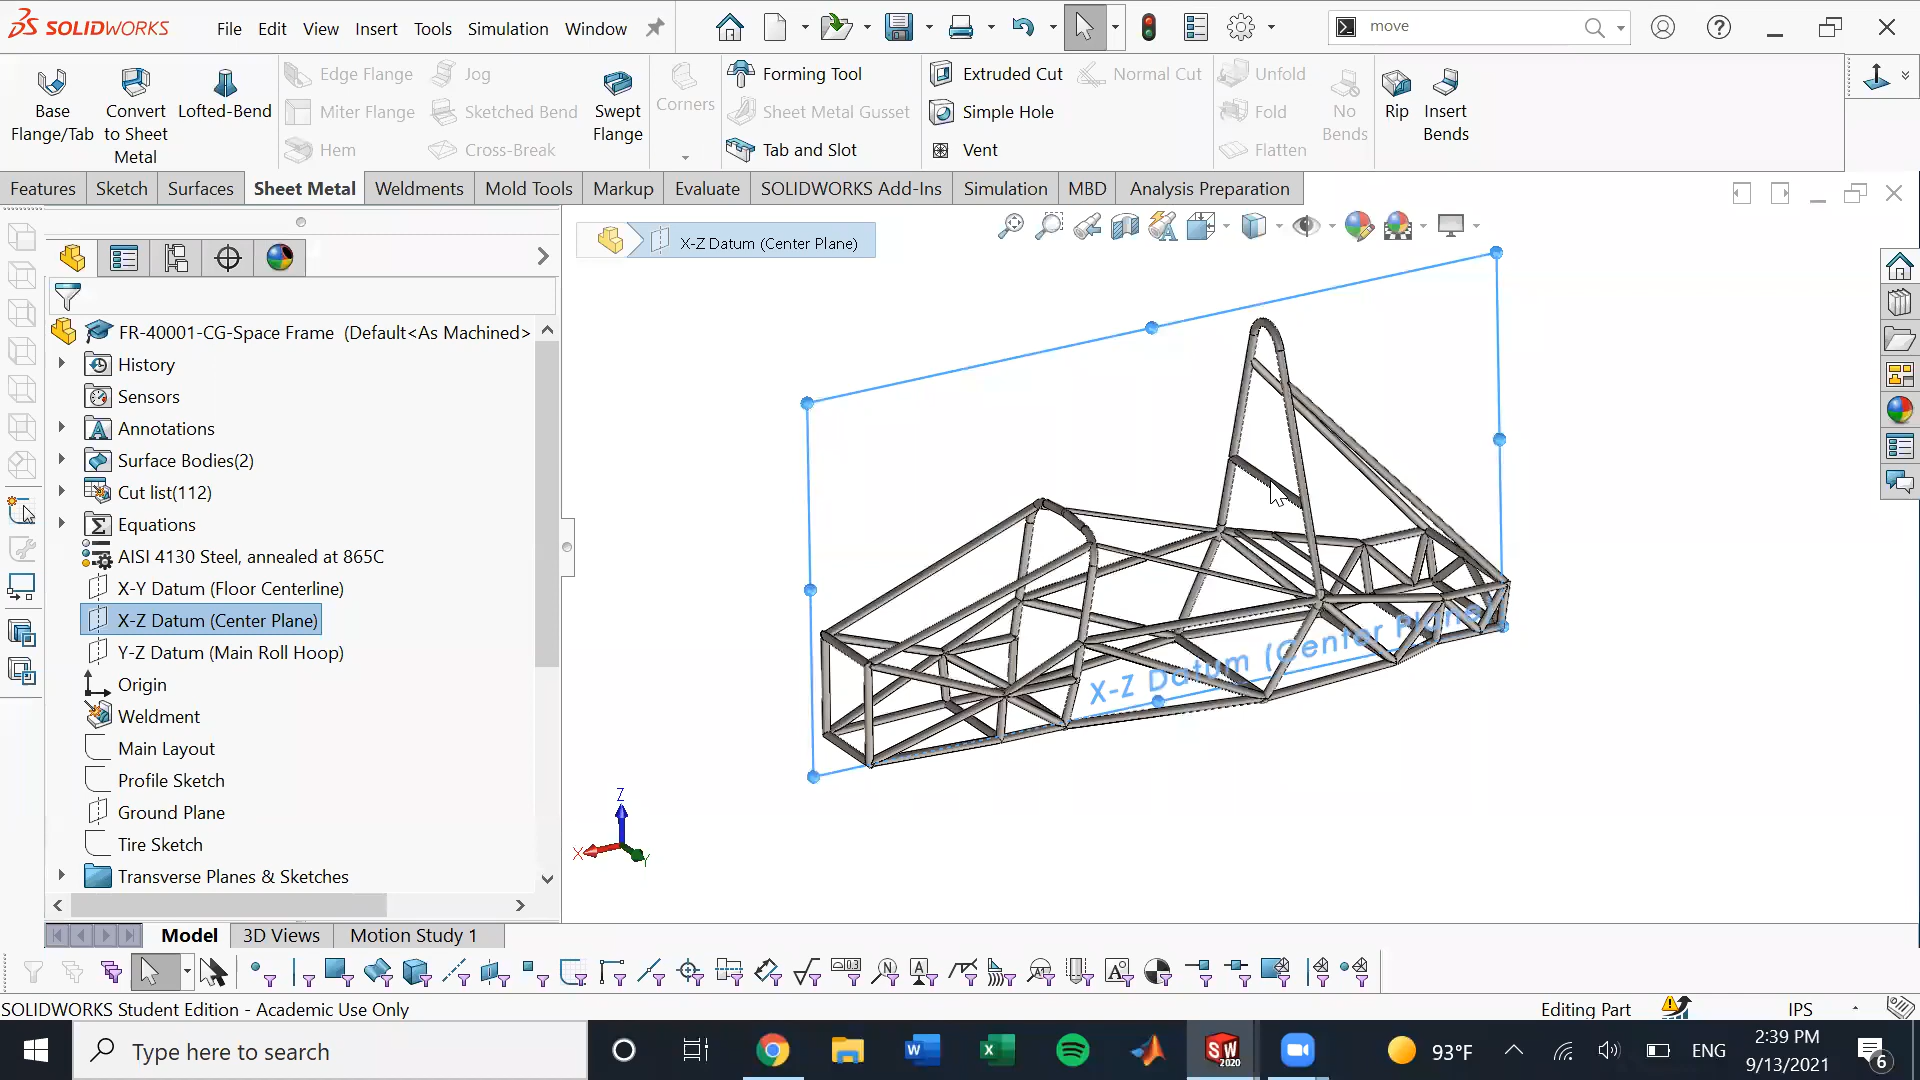 SOLIDWORKS File Edit View Insert Tools Simulation Window move
Base Flange/Tab
Convert to Sheet Metal
Lofted-Bend
Edge Flange
Miter Flange
Hem
Jog
Sketched Bend
Cross-Break
Swept Flange
Corners
Forming Tool
Sheet Metal Gusset
Tab and Slot
Extruded Cut
Simple Hole
Vent
Normal Cut
Unfold
Fold
Flatten
No Bends
Rip
Insert Bends
Features Sketch Surfaces Sheet Metal Weldments Mold Tools Markup Evaluate SOLIDWORKS Add-Ins Simulation MBD Analysis Preparation
X-Z Datum (Center Plane)
FR-40001-CG-Space Frame (Default<As Machined>
History
Sensors
Annotations
Surface Bodies(2)
Cut list(112)
Equations
AISI 4130 Steel, annealed at 865C
X-Y Datum (Floor Centerline)
X-Z Datum (Center Plane)
Y-Z Datum (Main Roll Hoop)
Origin
Weldment
Main Layout
Profile Sketch
Ground Plane
Tire Sketch
Transverse Planes & Sketches
X-Z Datum (Center Plane)
Z
X
Y
Model 3D Views Motion Study 1
SOLIDWORKS Student Edition - Academic Use Only
Editing Part
IPS
Type here to search
SW 2020
93°F
ENG
2:39 PM
9/13/2021
6